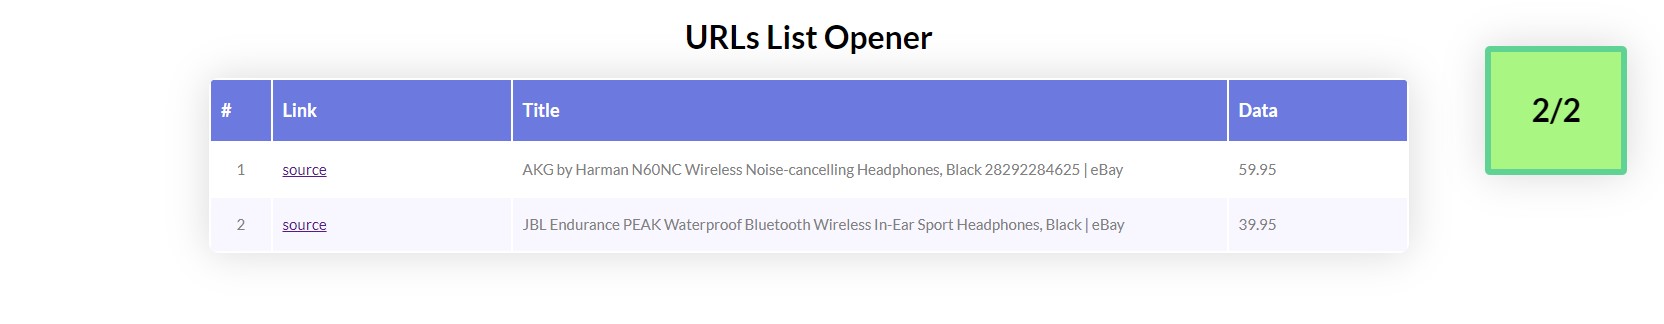 URLs List Opener
2/2
# Link Title Data
1 source AKG by Harman N60NC Wireless Noise-cancelling Headphones, Black 28292284625 | eBay 59.95
2 source JBL Endurance PEAK Waterproof Bluetooth Wireless In-Ear Sport Headphones, Black | eBay 39.95